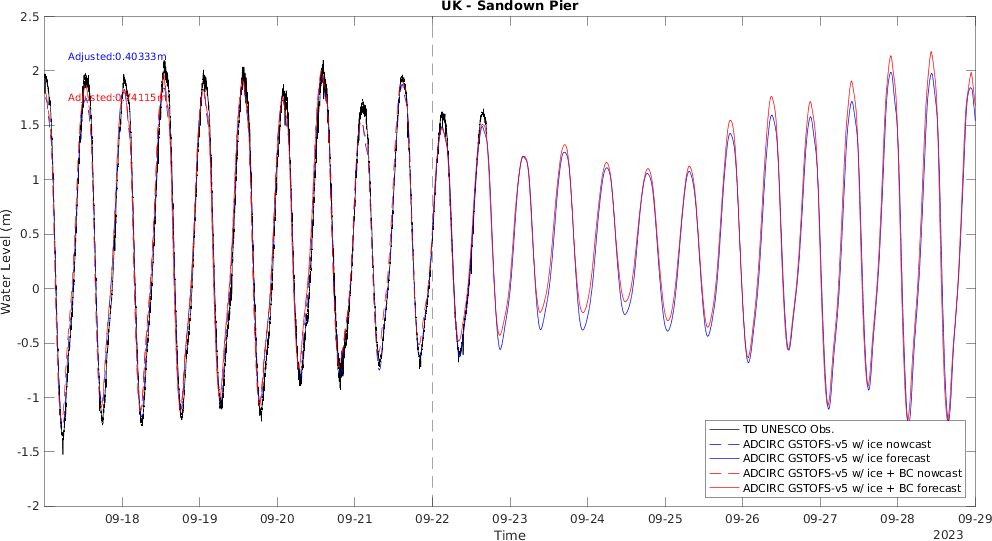 UK - Sandown Pier
Adjusted:0.40333m
Adjusted:0.74115m
2.5
2
1.5
1
0.5
0
-0.5
-1
-1.5
-2
Water Level (m)
TD UNESCO Obs.
ADCIRC GSTOFS-v5 w/ ice nowcast
ADCIRC GSTOFS-v5 w/ ice forecast
ADCIRC GSTOFS-v5 w/ ice + BC nowcast
ADCIRC GSTOFS-v5 w/ ice + BC forecast
09-18 09-19 09-20 09-21 09-22 09-23 09-24 09-25 09-26 09-27 09-28 09-29
Time
2023